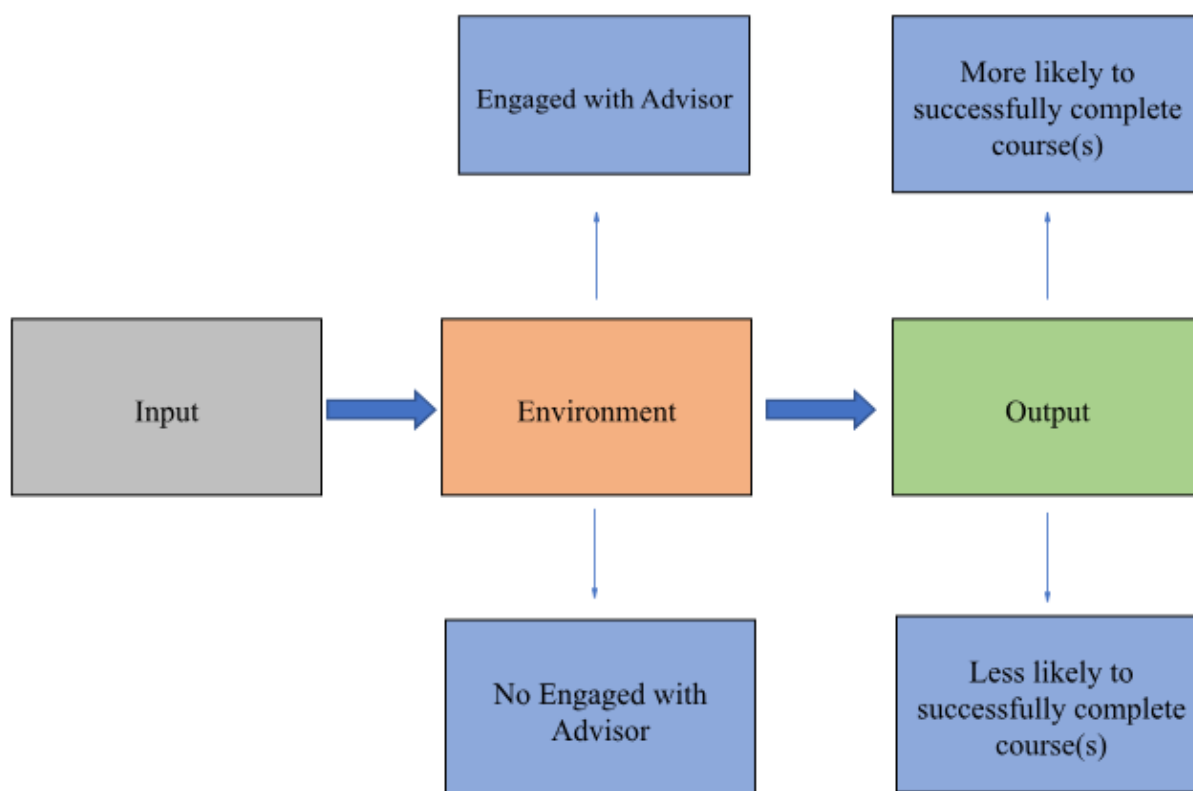 Engaged with Advisor
More likely to
successfully complete
course(s)
Input
Environment
Output
No Engaged with
Advisor
Less likely to
successfully complete
course(s)